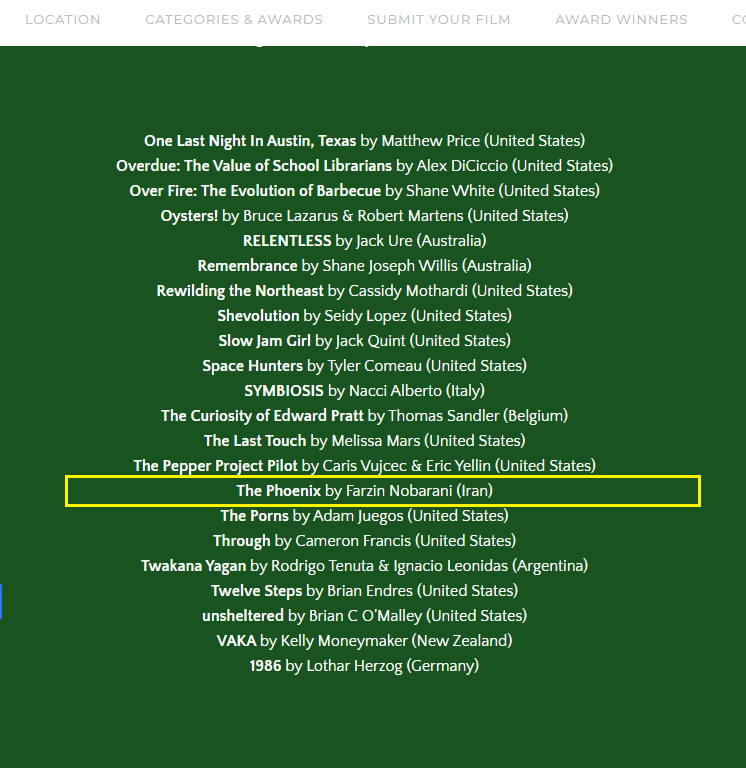 LOCATION CATEGORIES & AWARDS SUBMIT YOUR FILM AWARD WINNERS
One Last Night In Austin, Texas by Matthew Price (United States)
Overdue: The Value of School Librarians by Alex DiCiccio (United States)
Over Fire: The Evolution of Barbecue by Shane White (United States)
Oysters! by Bruce Lazarus & Robert Martens (United States)
RELENTLESS by Jack Ure (Australia)
Remembrance by Shane Joseph Willis (Australia)
Rewilding the Northeast by Cassidy Mothardi (United States)
Shevolution by Seidy Lopez (United States)
Slow Jam Girl by Jack Quint (United States)
Space Hunters by Tyler Comeau (United States)
SYMBIOSIS by Nacci Alberto (Italy)
The Curiosity of Edward Pratt by Thomas Sandler (Belgium)
The Last Touch by Melissa Mars (United States)
The Pepper Project Pilot by Caris Vujcec & Eric Yellin (United States)
The Phoenix by Farzin Nobarani (Iran)
The Porns by Adam Juegos (United States)
Through by Cameron Francis (United States)
Twakana Yagan by Rodrigo Tenuta & Ignacio Leonidas (Argentina)
Twelve Steps by Brian Endres (United States)
unsheltered by Brian C O'Malley (United States)
VAKA by Kelly Moneymaker (New Zealand)
1986 by Lothar Herzog (Germany)